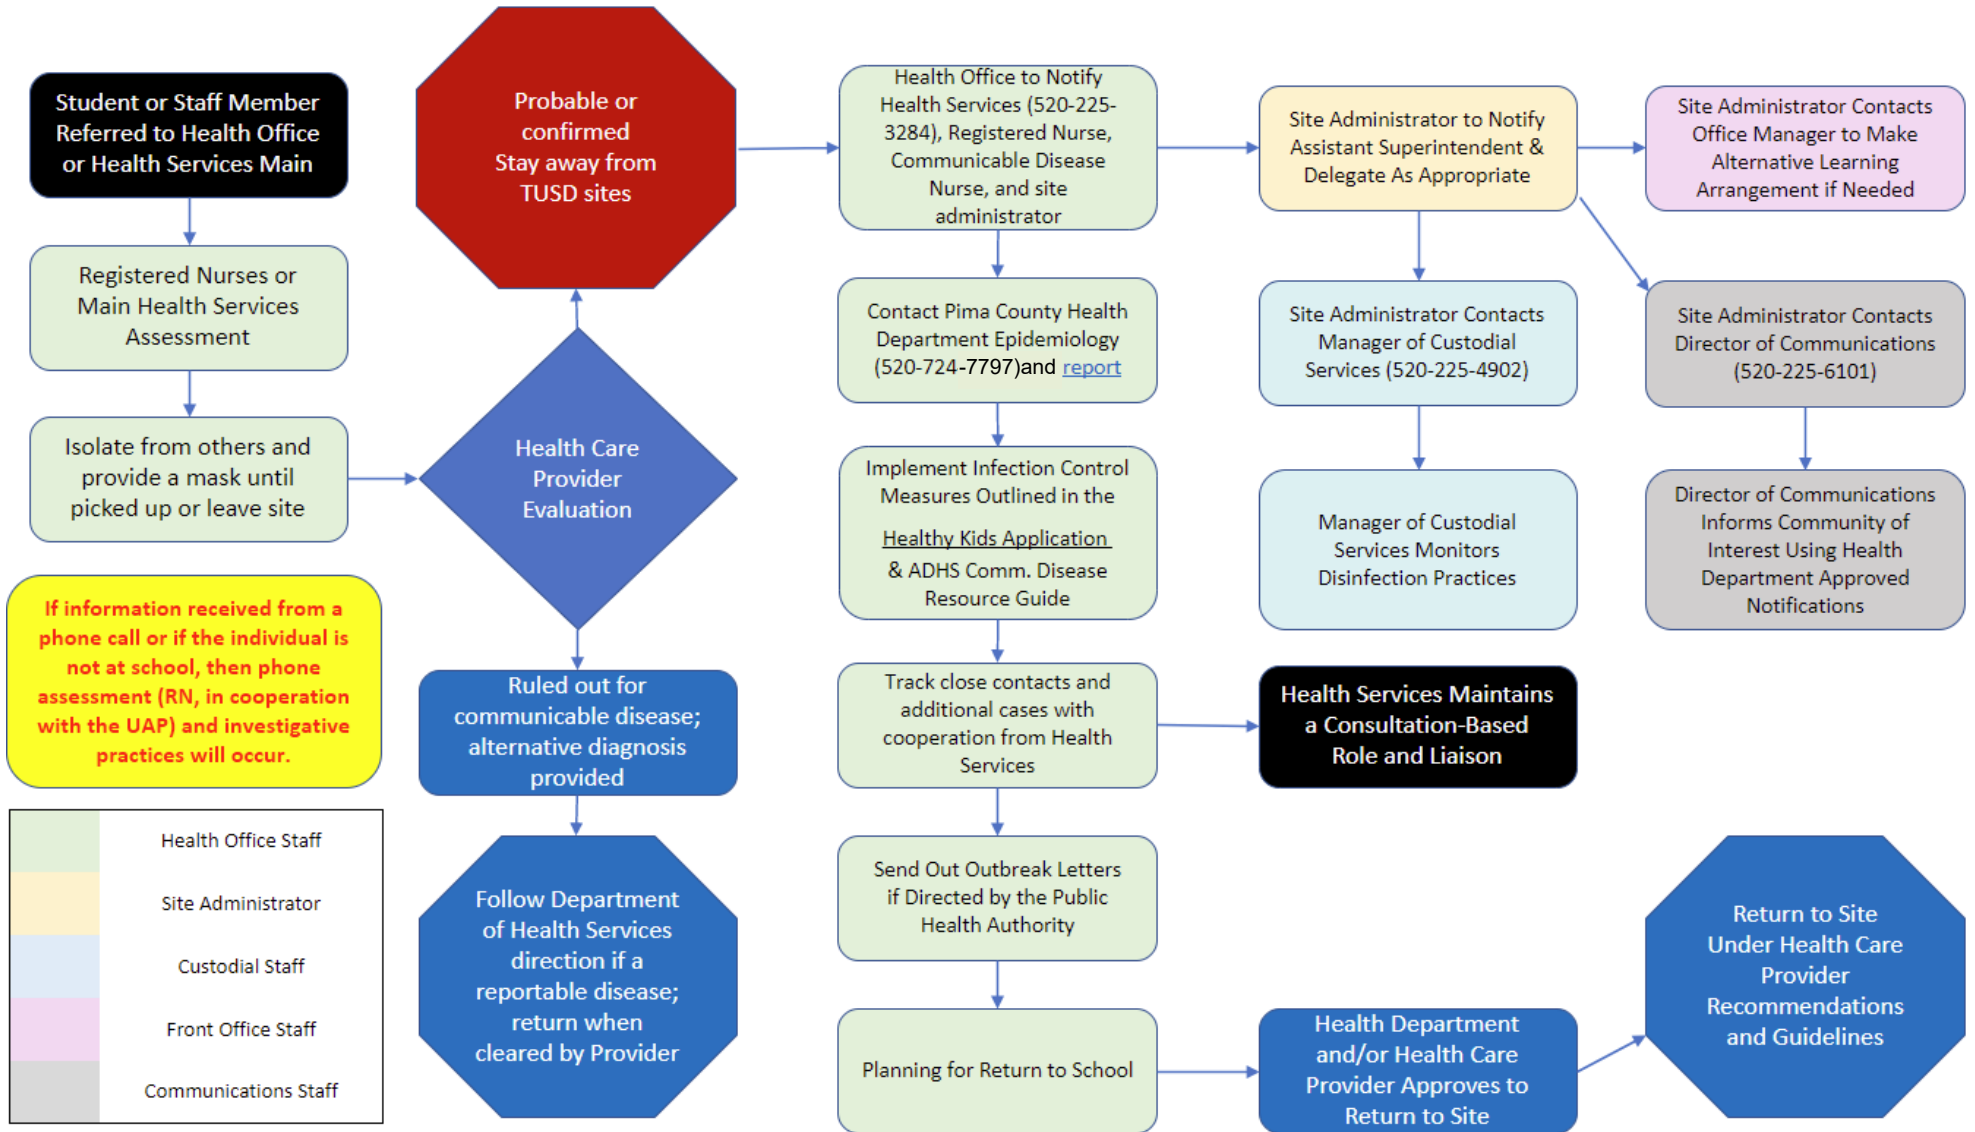 Student or Staff Member
Referred to Health Office
or Health Services Main
Registered Nurses or
Main Health Services
Assessment
Isolate from others and
provide a mask until
picked up or leave site
If information received from a
phone call or if the individual is
not at school, then phone
assessment (RN, in cooperation
with the UAP) and investigative
practices will occur.
Health Office Staff
Site Administrator
Custodial Staff
Front Office Staff
Communications Staff
Probable or
confirmed
Stay away from
TUSD sites
Health Care
Provider
Evaluation
Ruled out for
communicable disease;
alternative diagnosis
provided
Follow Department
of Health Services
direction if a
reportable disease;
return when
cleared by Provider
Health Office to Notify
Health Services (520-225-
3284), Registered Nurse,
Communicable Disease
Nurse, and site
administrator
Contact Pima County Health
Department Epidemiology
(520-724-7797)and report
Implement Infection Control
Measures Outlined in the
Healthy Kids Application
& ADHS Comm. Disease
Resource Guide
Track close contacts and
additional cases with
cooperation from Health
Services
Send Out Outbreak Letters
if Directed by the Public
Health Authority
Planning for Return to School
Site Administrator to Notify
Assistant Superintendent &
Delegate As Appropriate
Site Administrator Contacts
Manager of Custodial
Services (520-225-4902)
Manager of Custodial
Services Monitors
Disinfection Practices
Health Services Maintains
a Consultation-Based
Role and Liaison
Health Department
and/or Health Care
Provider Approves to
Return to Site
Site Administrator Contacts
Office Manager to Make
Alternative Learning
Arrangement if Needed
Site Administrator Contacts
Director of Communications
(520-225-6101)
Director of Communications
Informs Community of
Interest Using Health
Department Approved
Notifications
Return to Site
Under Health Care
Provider
Recommendations
and Guidelines